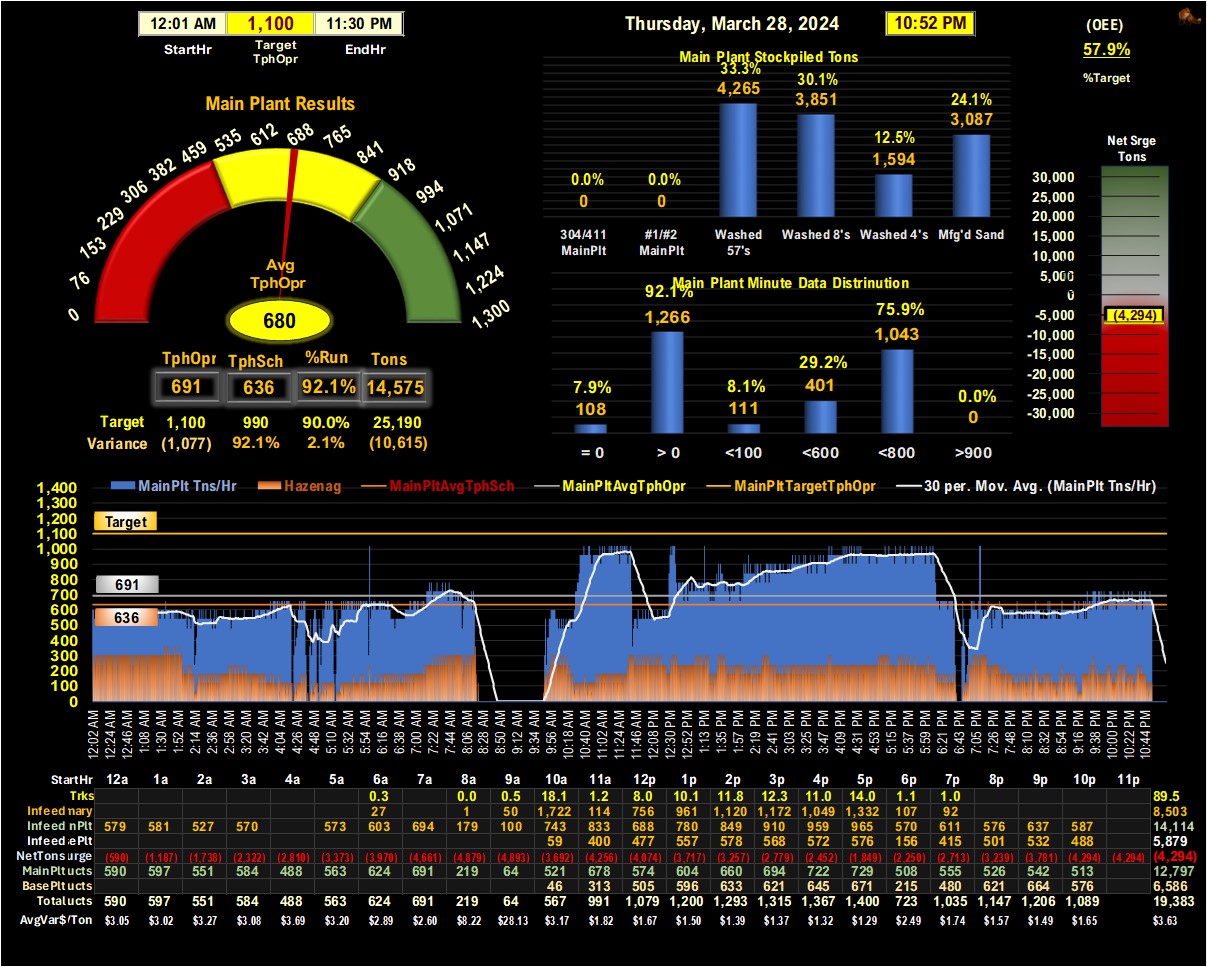 12:01 AM 1,100 11:30 PM
StartHr Target TphOpr EndHr
Thursday, March 28, 2024 10:52 PM
(OEE)
57.9%
%Target
Main Plant Results
0 76 153 229 306 382 459 535 612 688 765 841 918 994 1,071 1,147 1,224 1,300
Avg
TphOpr
680
TphOpr TphSch %Run Tons
691 636 92.1% 14,575
Target 1,100 990 90.0% 25,190
Variance (1,077) 92.1% 2.1% (10,615)
Main Plant Stockpiled Tons
0.0% 0.0% 33.3% 30.1% 12.5% 24.1%
0 0 4,265 3,851 1,594 3,087
304/411 MainPlt #1/#2 MainPlt Washed 57's Washed 8's Washed 4's Mfg'd Sand
Main Plant Minute Data Distrinution
7.9% 92.1% 8.1% 29.2% 75.9% 0.0%
108 1,266 111 401 1,043 0
= 0 > 0 <100 <600 <800 >900
Net Srge
Tons
30,000
25,000
20,000
15,000
10,000
5,000
0
-5,000
(4,294)
-10,000
-15,000
-20,000
-25,000
-30,000
MainPlt Tns/Hr Hazenag MainPltAvgTphSch MainPltAvgTphOpr MainPltTargetTphOpr 30 per. Mov. Avg. (MainPlt Tns/Hr)
1,400
1,300
1,200
1,100
1,000
900
800
700
600
500
400
300
200
100
0
Target
691
636
12:02 AM 12:24 AM 12:46 AM 1:08 AM 1:30 AM 1:52 AM 2:14 AM 2:36 AM 2:58 AM 3:20 AM 3:42 AM 4:04 AM 4:26 AM 4:48 AM 5:10 AM 5:32 AM 5:54 AM 6:16 AM 6:38 AM 7:00 AM 7:22 AM 7:44 AM 8:06 AM 8:28 AM 8:50 AM 9:12 AM 9:34 AM 9:56 AM 10:18 AM 10:40 AM 11:02 AM 11:24 AM 11:46 AM 12:08 PM 12:30 PM 12:52 PM 1:13 PM 1:35 PM 1:57 PM 2:19 PM 2:41 PM 3:03 PM 3:25 PM 3:47 PM 4:09 PM 4:31 PM 4:53 PM 5:15 PM 5:37 PM 5:59 PM 6:21 PM 6:43 PM 7:05 PM 7:26 PM 7:48 PM 8:10 PM 8:32 PM 8:54 PM 9:16 PM 9:38 PM 10:00 PM 10:22 PM 10:44 PM
StartHr 12a 1a 2a 3a 4a 5a 6a 7a 8a 9a 10a 11a 12p 1p 2p 3p 4p 5p 6p 7p 8p 9p 10p 11p
Trks 0.3 0.0 0.5 18.1 1.2 8.0 10.1 11.8 12.3 11.0 14.0 1.1 1.0 89.5
Infeed nary 27 1 50 1,722 114 756 961 1,120 1,172 1,049 1,332 107 92 8,503
Infeed nPlt 579 581 527 570 573 603 694 179 100 743 833 688 780 849 910 959 965 570 611 576 637 587 14,114
Infeed ePlt 59 400 477 557 578 568 572 576 156 415 501 532 488 5,879
NetTons urge (590) (1,187) (1,738) (2,322) (2,810) (3,373) (3,970) (4,661) (4,879) (4,893) (3,692) (4,256) (4,074) (3,717) (3,257) (2,779) (2,452) (1,849) (2,250) (2,713) (3,239) (3,781) (4,294) (4,294) (4,294)
MainPlt ucts 590 597 551 584 488 563 624 691 219 64 521 678 574 604 660 694 722 729 508 555 526 542 513 12,797
BasePlt ucts 46 313 505 596 633 621 645 671 215 480 621 664 576 6,586
Total ucts 590 597 551 584 488 563 624 691 219 64 567 991 1,079 1,200 1,293 1,315 1,367 1,400 723 1,035 1,147 1,206 1,089 19,383
AvgVar$/Ton $3.05 $3.02 $3.27 $3.08 $3.69 $3.20 $2.89 $2.60 $8.22 $28.13 $3.17 $1.82 $1.67 $1.50 $1.39 $1.37 $1.32 $1.29 $2.49 $1.74 $1.57 $1.49 $1.65 $3.63